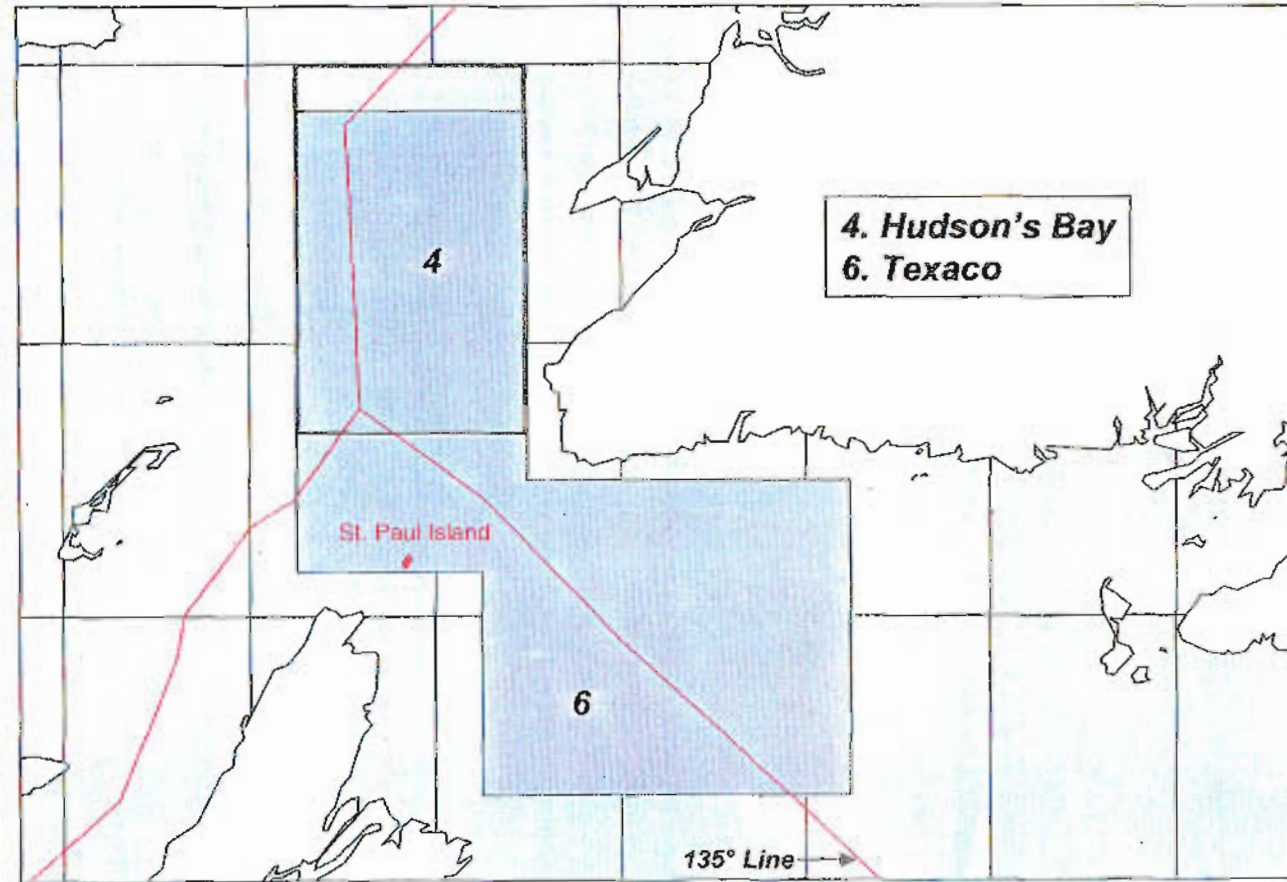 4
4. Hudson's Bay
6. Texaco
St. Paul Island
6
135° Line